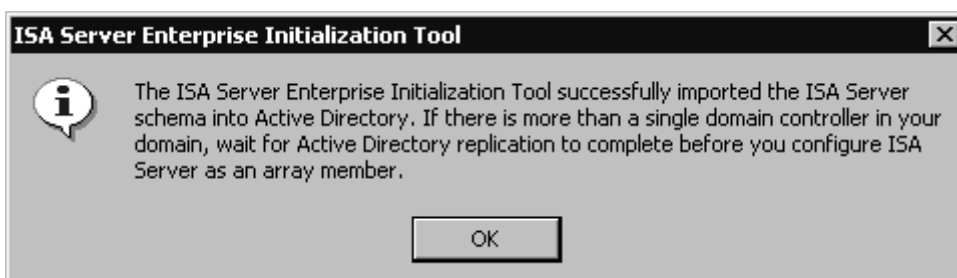 ISA Server Enterprise Initialization Tool
The ISA Server Enterprise Initialization Tool successfully imported the ISA Server
schema into Active Directory. If there is more than a single domain controller in your
domain, wait for Active Directory replication to complete before you configure ISA
Server as an array member.
OK